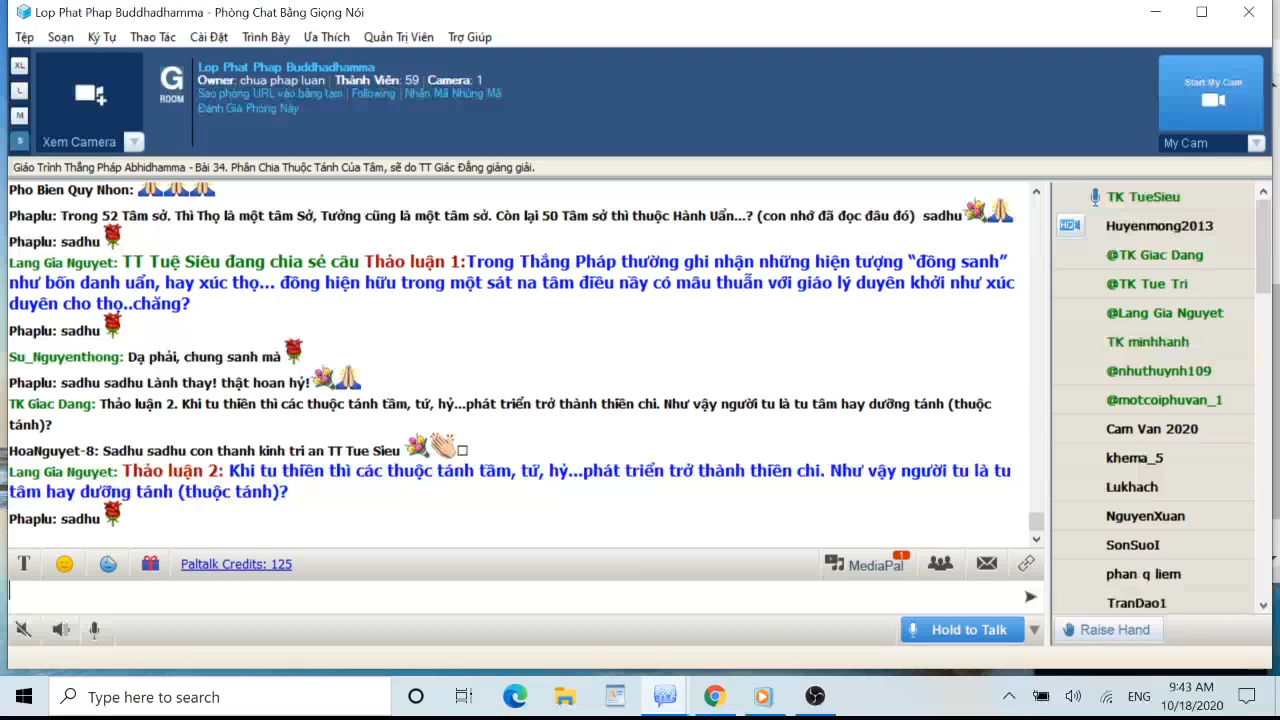 Lop Phat Phap Buddhadhamma - Phòng Chat Bằng Giọng Nói
Tệp Soạn Ký Tự Thao Tác Cài Đặt Trình Bày Ưa Thích Quản Trị Viên Trợ Giúp
XL
L
M
S
Xem Camera
G
ROOM
Lop Phat Phap Buddhadhamma
Owner: chua phap luan | Thành Viên: 59 | Camera: 1
Sao phòng URL vào bảng tạm | Following | Nhận Mã Nhúng Mã
Đánh Giá Phòng Này
Start My Cam
My Cam
Giáo Trình Thắng Pháp Abhidhamma - Bài 34. Phân Chia Thuộc Tánh Của Tâm, sẽ do TT Giác Đẳng giảng giải.
Pho Bien Quy Nhon:
Phaplu: Trong 52 Tâm sở. Thì Thọ là một tâm Sở, Tưởng cũng là một tâm sở. Còn lại 50 Tâm sở thì thuộc Hành Uẩn...? (con nhớ đã đọc đâu đó) sadhu
Phaplu: sadhu
Lang Gia Nguyet: TT Tuệ Siêu đang chia sẻ câu Thảo luận 1:Trong Thắng Pháp thường ghi nhận những hiện tượng “đồng sanh”
như bốn danh uẩn, hay xúc thọ... đồng hiện hữu trong một sát na tâm điều nầy có mâu thuẫn với giáo lý duyên khởi như xúc
duyên cho thọ..chăng?
Phaplu: sadhu
Su_Nguyenthong: Dạ phải, chung sanh mà
Phaplu: sadhu sadhu Lành thay! thật hoan hỷ!
TK Giac Dang: Thảo luận 2. Khi tu thiền thì các thuộc tánh tầm, tứ, hỷ...phát triển trở thành thiền chi. Như vậy người tu là tu tâm hay dưỡng tánh (thuộc
tánh)?
HoaNguyet-8: Sadhu sadhu con thanh kinh tri an TT Tue Sieu
Lang Gia Nguyet: Thảo luận 2: Khi tu thiền thì các thuộc tánh tầm, tứ, hỷ...phát triển trở thành thiền chi. Như vậy người tu là tu
tâm hay dưỡng tánh (thuộc tánh)?
Phaplu: sadhu
TK TueSieu
HD
Huyenmong2013
@TK Giac Dang
@TK Tue Tri
@Lang Gia Nguyet
TK minhhanh
@nhuthuynh109
@motcoiphuvan_1
Cam Van 2020
khema_5
Lukhach
NguyenXuan
SonSuoI
phan q liem
TranDao1
T
Paltalk Credits: 125
MediaPal
1
Hold to Talk
Raise Hand
Type here to search
ENG
9:43 AM
10/18/2020